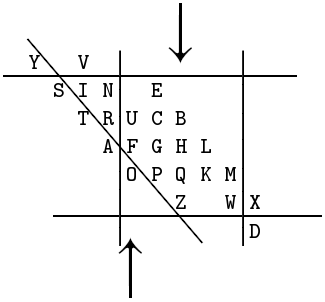 Y V
S I N E
T R U C B
A F G H L
O P Q K M
Z W X
D